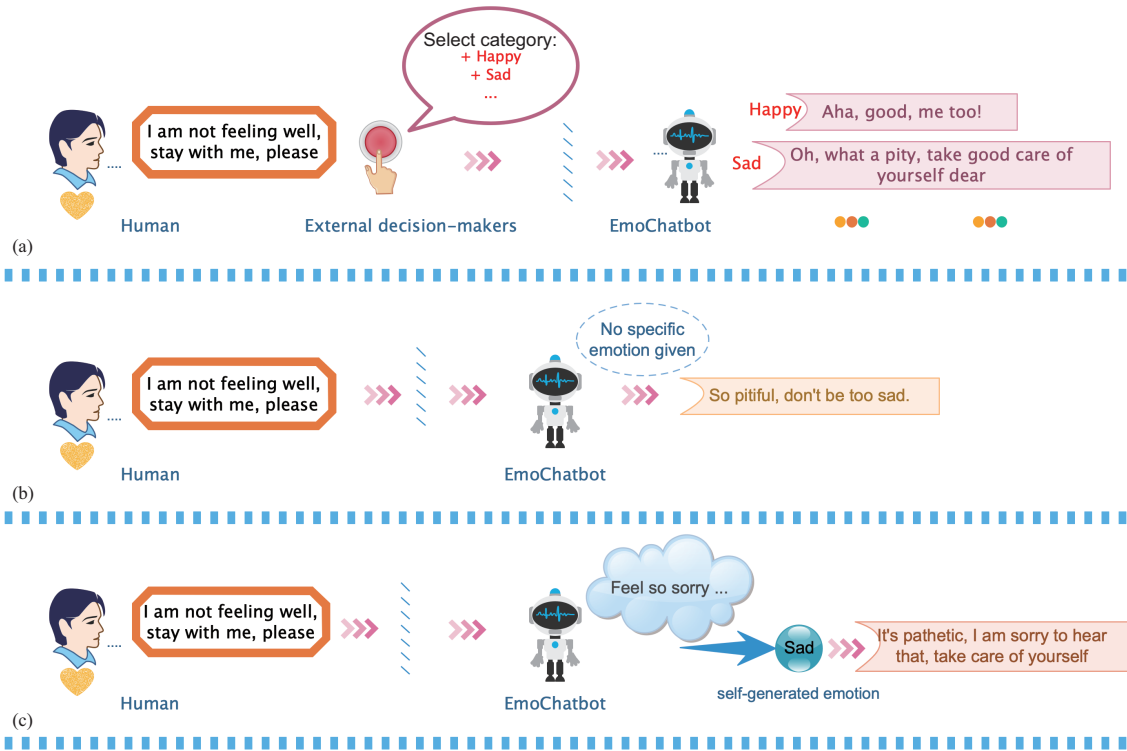 Select category:
+ Happy
+ Sad
...
I am not feeling well,
stay with me, please
Happy
Aha, good, me too!
Sad
Oh, what a pity, take good care of
yourself dear
Human
External decision-makers
EmoChatbot
(a)
No specific
emotion given
I am not feeling well,
stay with me, please
So pitiful, don't be too sad.
Human
EmoChatbot
(b)
Feel so sorry ...
I am not feeling well,
stay with me, please
Sad
It's pathetic, I am sorry to hear
that, take care of yourself
self-generated emotion
Human
EmoChatbot
(c)